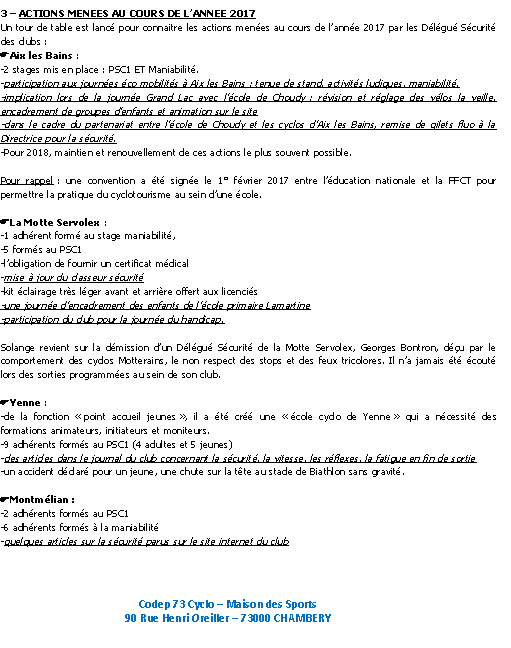 3 – ACTIONS MENEES AU COURS DE L'ANNEE 2017
Un tour de table est lancé pour connaitre les actions menées au cours de l'année 2017 par les Délégué Sécurité
des clubs :
☛Aix les Bains :
-2 stages mis en place : PSC1 ET Maniabilité.
-participation aux journées éco mobilités à Aix les Bains : tenue de stand, activités ludiques, maniabilité.
-implication lors de la journée Grand Lac avec l'école de Choudy : révision et réglage des vélos la veille,
encadrement de groupes d'enfants et animation sur le site
-dans le cadre du partenariat entre l'école de Choudy et les cyclos d'Aix les Bains, remise de gilets fluo à la
Directrice pour la sécurité.
-Pour 2018, maintien et renouvellement de ces actions le plus souvent possible.
Pour rappel : une convention a été signée le 1er février 2017 entre l'éducation nationale et la FFCT pour
permettre la pratique du cyclotourisme au sein d'une école.
☛La Motte Servolex :
-1 adhérent formé au stage maniabilité,
-5 formés au PSC1
-l'obligation de fournir un certificat médical
-mise à jour du classeur sécurité
-kit éclairage très léger avant et arrière offert aux licenciés
-une journée d'encadrement des enfants de l'école primaire Lamartine
-participation du club pour la journée du handicap.
Solange revient sur la démission d'un Délégué Sécurité de la Motte Servolex, Georges Bontron, déçu par le
comportement des cyclos Motterains, le non respect des stops et des feux tricolores. Il n'a jamais été écouté
lors des sorties programmées au sein de son club.
☛Yenne :
-de la fonction « point accueil jeunes », il a été créé une « école cyclo de Yenne » qui a nécessité des
formations animateurs, initiateurs et moniteurs.
-9 adhérents formés au PSC1 (4 adultes et 5 jeunes)
-des articles dans le journal du club concernant la sécurité, la vitesse, les réflexes, la fatigue en fin de sortie
-un accident déclaré pour un jeune, une chute sur la tête au stade de Biathlon sans gravité.
☛Montmélian :
-2 adhérents formés au PSC1
-6 adhérents formés à la maniabilité
-quelques articles sur la sécurité parus sur le site internet du club
Codep 73 Cyclo – Maison des Sports
90 Rue Henri Oreiller – 73000 CHAMBERY